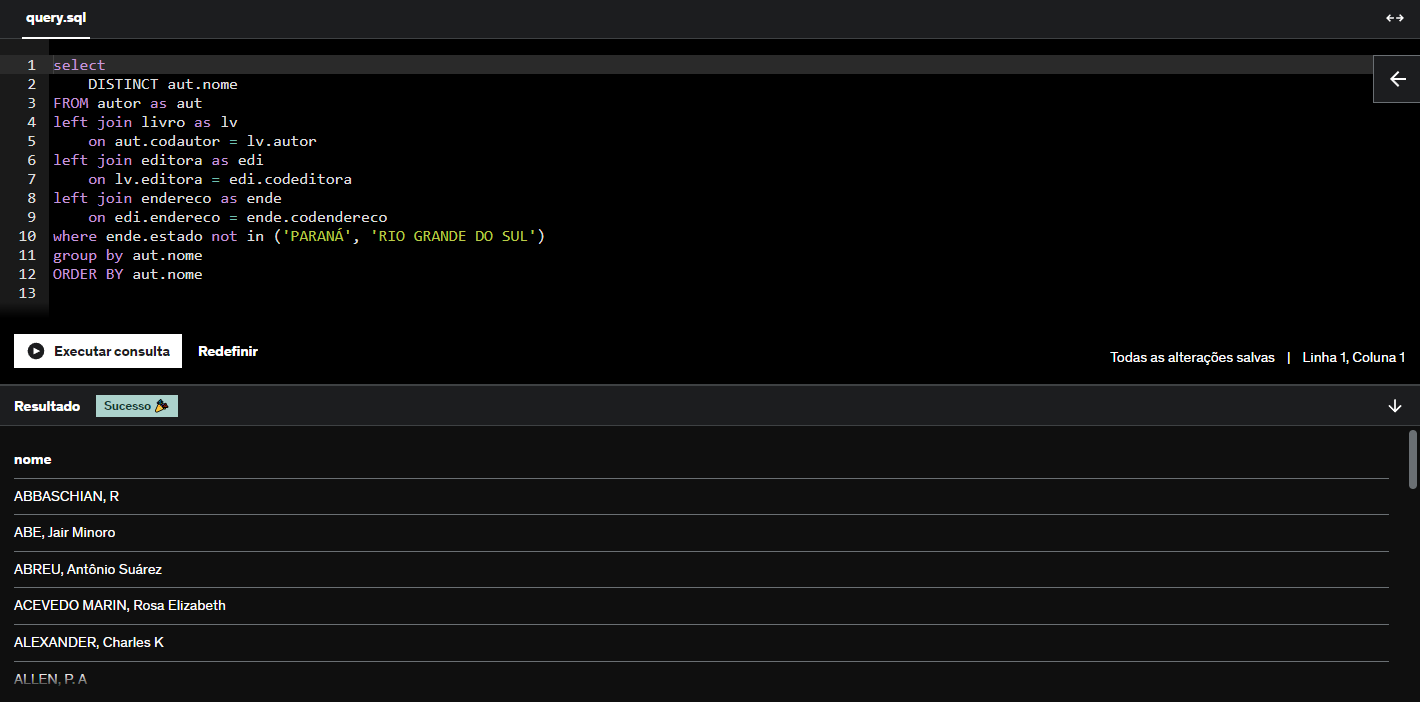 query.sql
1 select
2     DISTINCT aut.nome
3 FROM autor as aut
4 left join livro as lv
5     on aut.codautor = lv.autor
6 left join editora as edi
7     on lv.editora = edi.codeditora
8 left join endereco as ende
9     on edi.endereco = ende.codendereco
10 where ende.estado not in ('PARANÁ', 'RIO GRANDE DO SUL')
11 group by aut.nome
12 ORDER BY aut.nome
13
Executar consulta Redefinir Todas as alterações salvas | Linha 1, Coluna 1
Resultado Sucesso 🎉
nome
ABBASCHIAN, R
ABE, Jair Minoro
ABREU, Antônio Suárez
ACEVEDO MARIN, Rosa Elizabeth
ALEXANDER, Charles K
ALLEN, P. A